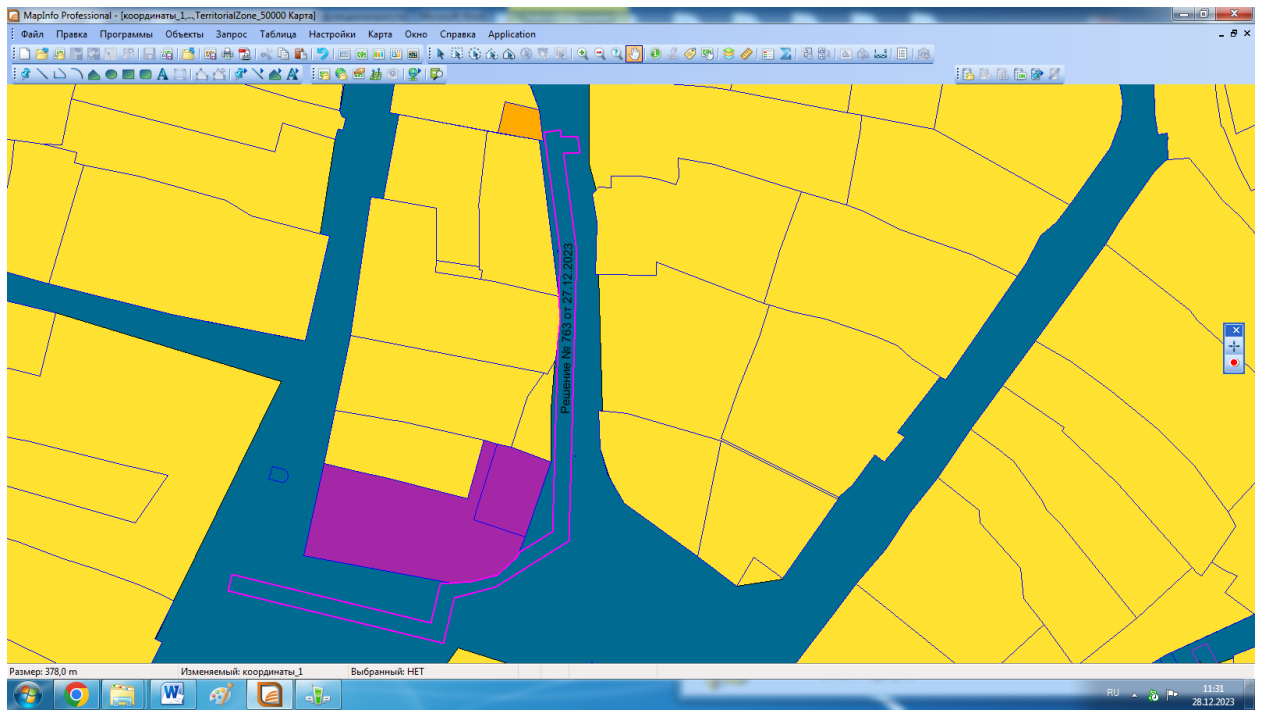 MapInfo Professional - [координаты_1,...,TerritorialZone_50000 Карта]
Файл Правка Программы Объекты Запрос Таблица Настройки Карта Окно Справка Application
Решение № 763 от 27.12 2023
Размер: 378,0 m Изменяемый: координаты_1 Выбранный: НЕТ
RU 11:31
28.12.2023